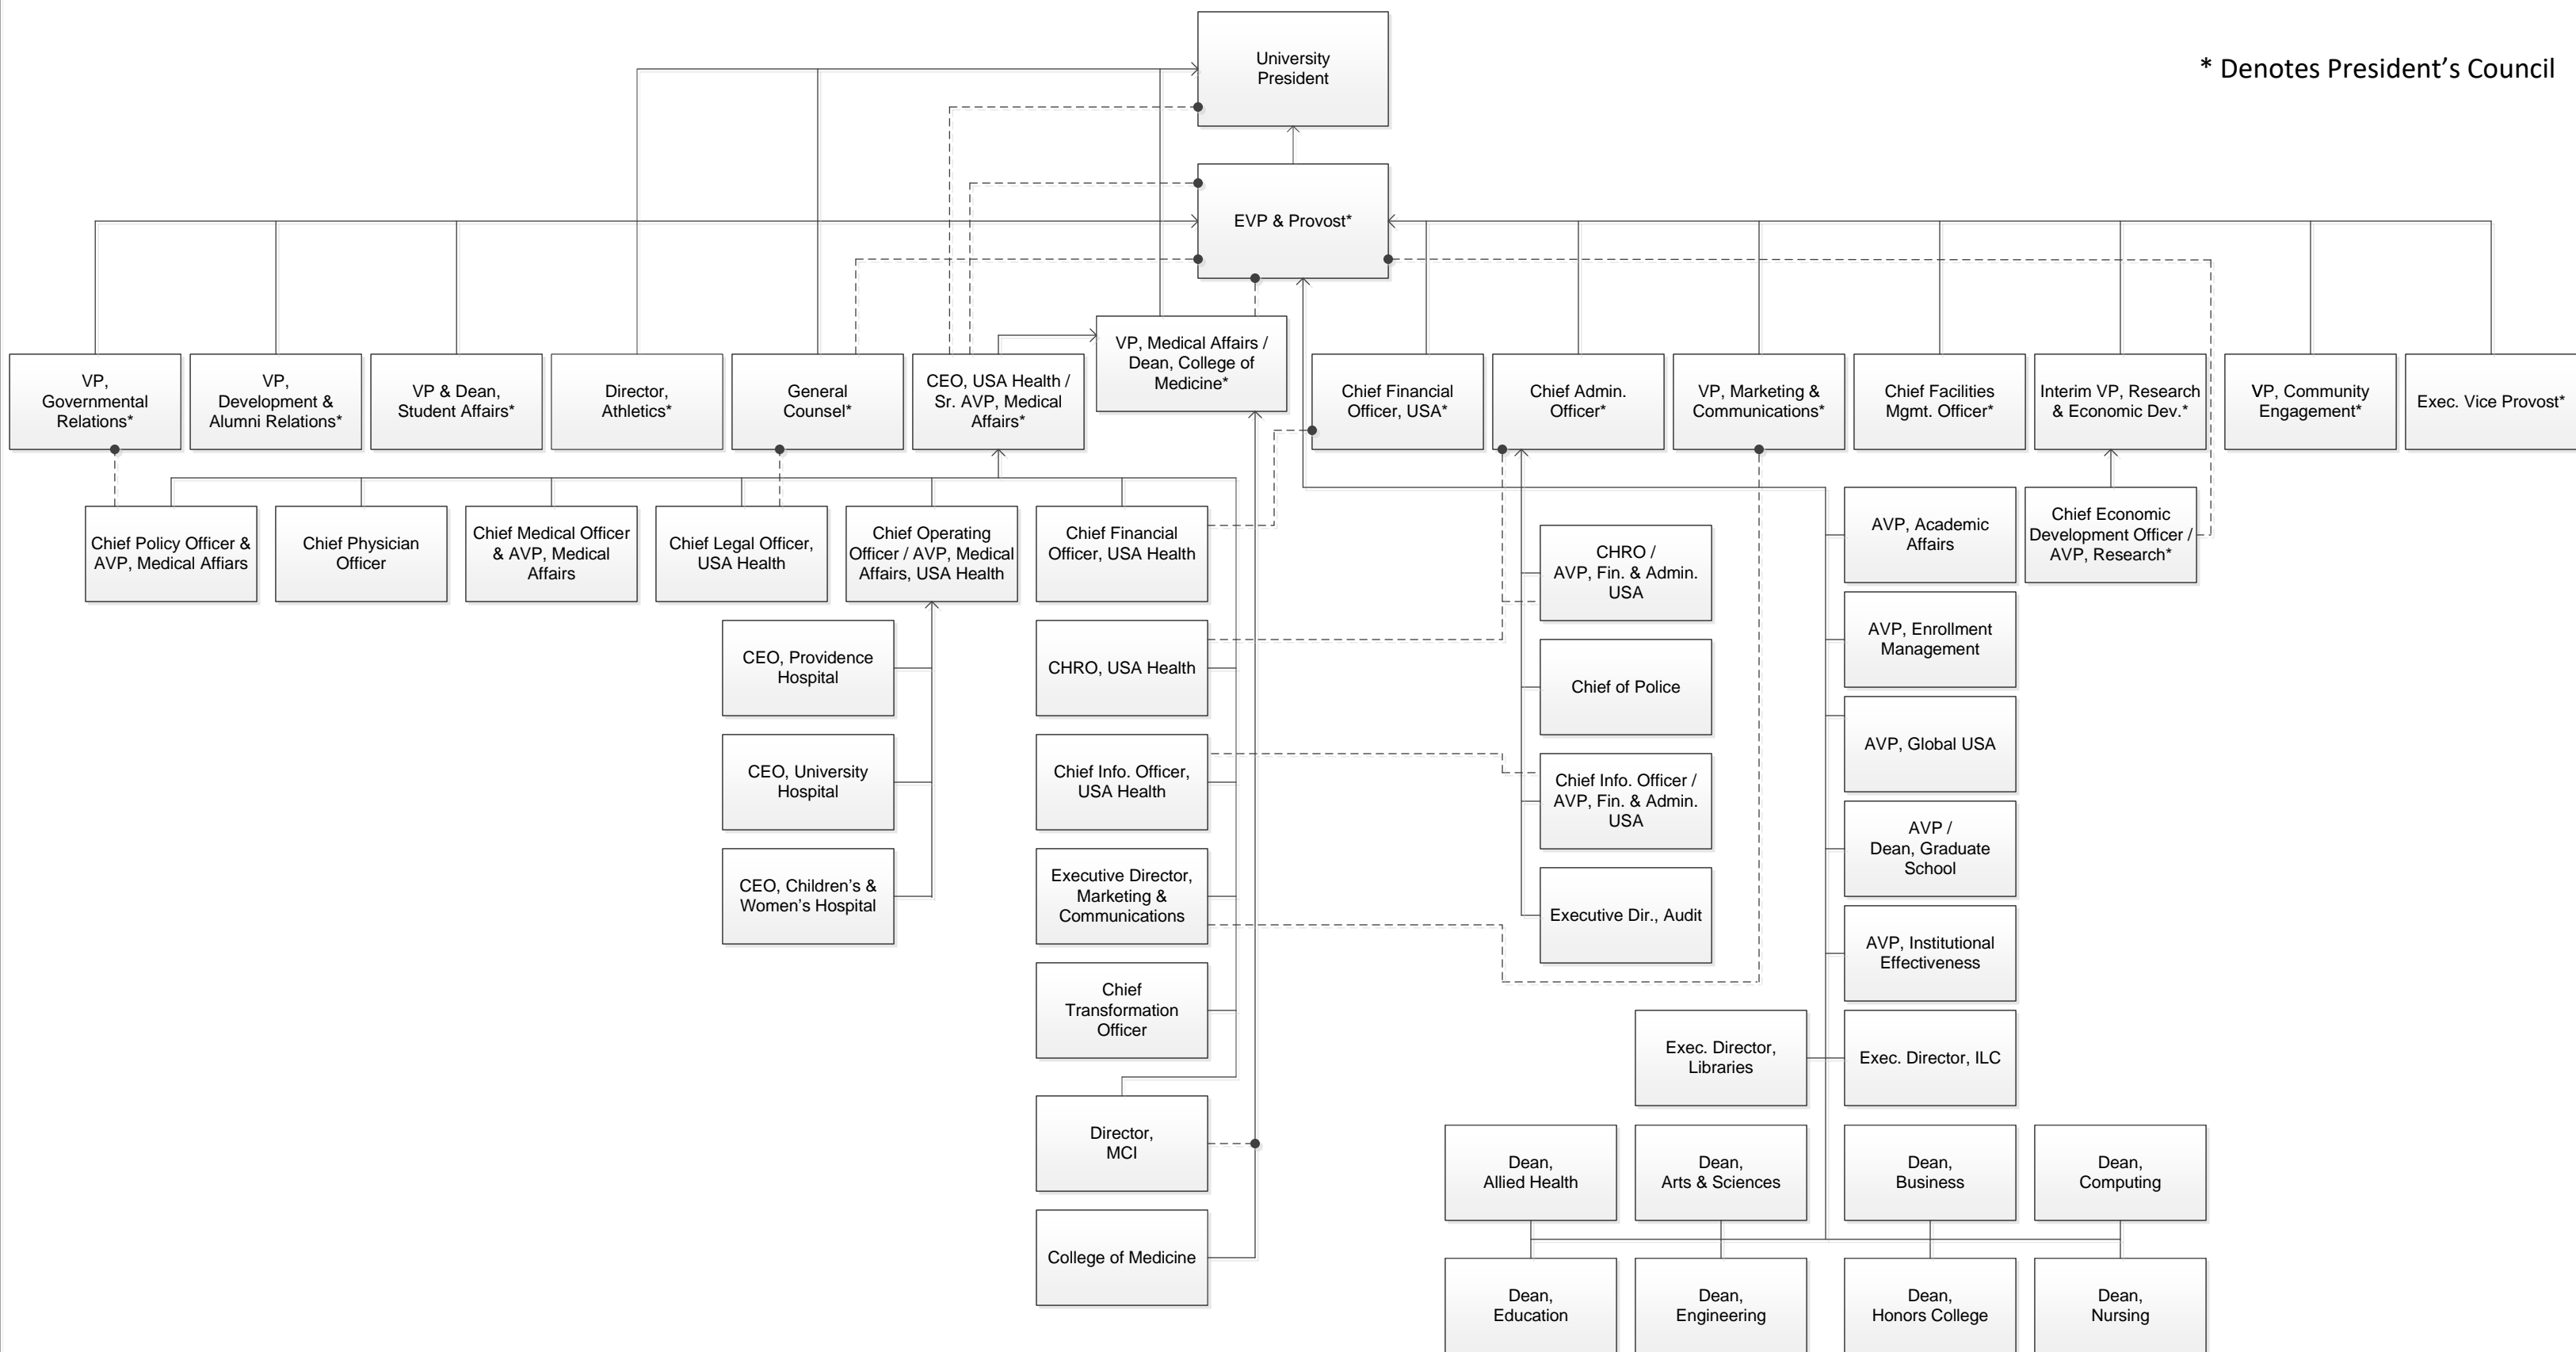 University
President
* Denotes President’s Council
EVP & Provost*
VP,
Governmental
Relations*
VP,
Development &
Alumni Relations*
VP & Dean,
Student Affairs*
Director,
Athletics*
General
Counsel*
CEO, USA Health /
Sr. AVP, Medical
Affairs*
VP, Medical Affairs /
Dean, College of
Medicine*
Chief Financial
Officer, USA*
Chief Admin.
Officer*
VP, Marketing &
Communications*
Chief Facilities
Mgmt. Officer*
Interim VP, Research
& Economic Dev.*
VP, Community
Engagement*
Exec. Vice Provost*
Chief Policy Officer &
AVP, Medical Affiars
Chief Physician
Officer
Chief Medical Officer
& AVP, Medical
Affairs
Chief Legal Officer,
USA Health
Chief Operating
Officer / AVP, Medical
Affairs, USA Health
Chief Financial
Officer, USA Health
CEO, Providence
Hospital
CEO, University
Hospital
CEO, Children’s &
Women’s Hospital
CHRO, USA Health
Chief Info. Officer,
USA Health
Executive Director,
Marketing &
Communications
Chief
Transformation
Officer
Director,
MCI
College of Medicine
CHRO /
AVP, Fin. & Admin.
USA
Chief of Police
Chief Info. Officer /
AVP, Fin. & Admin.
USA
Executive Dir., Audit
AVP, Academic
Affairs
Chief Economic
Development Officer /
AVP, Research*
AVP, Enrollment
Management
AVP, Global USA
AVP /
Dean, Graduate
School
AVP, Institutional
Effectiveness
Exec. Director,
Libraries
Exec. Director, ILC
Dean,
Allied Health
Dean,
Arts & Sciences
Dean,
Business
Dean,
Computing
Dean,
Education
Dean,
Engineering
Dean,
Honors College
Dean,
Nursing